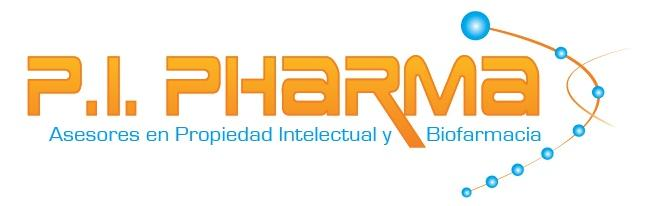 P.I. PHARMA
Asesores en Propiedad Intelectual y Biofarmacia